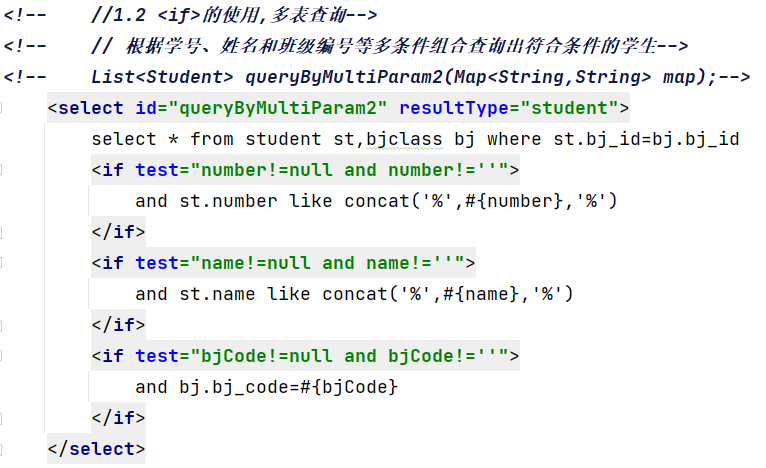 <!--    //1.2 <if>的使用,多表查询-->
<!--    // 根据学号、姓名和班级编号等多条件组合查询出符合条件的学生-->
<!--    List<Student> queryByMultiParam2(Map<String,String> map);-->
    <select id="queryByMultiParam2" resultType="student">
        select * from student st,bjclass bj where st.bj_id=bj.bj_id
        <if test="number!=null and number!=''">
            and st.number like concat('%',#{number},'%')
        </if>
        <if test="name!=null and name!=''">
            and st.name like concat('%',#{name},'%')
        </if>
        <if test="bjCode!=null and bjCode!=''">
            and bj.bj_code=#{bjCode}
        </if>
    </select>